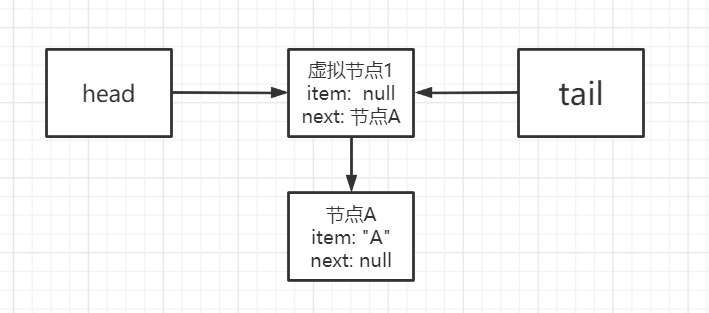 head
虚拟节点1
item:  null
next: 节点A
tail
节点A
item: "A"
next: null